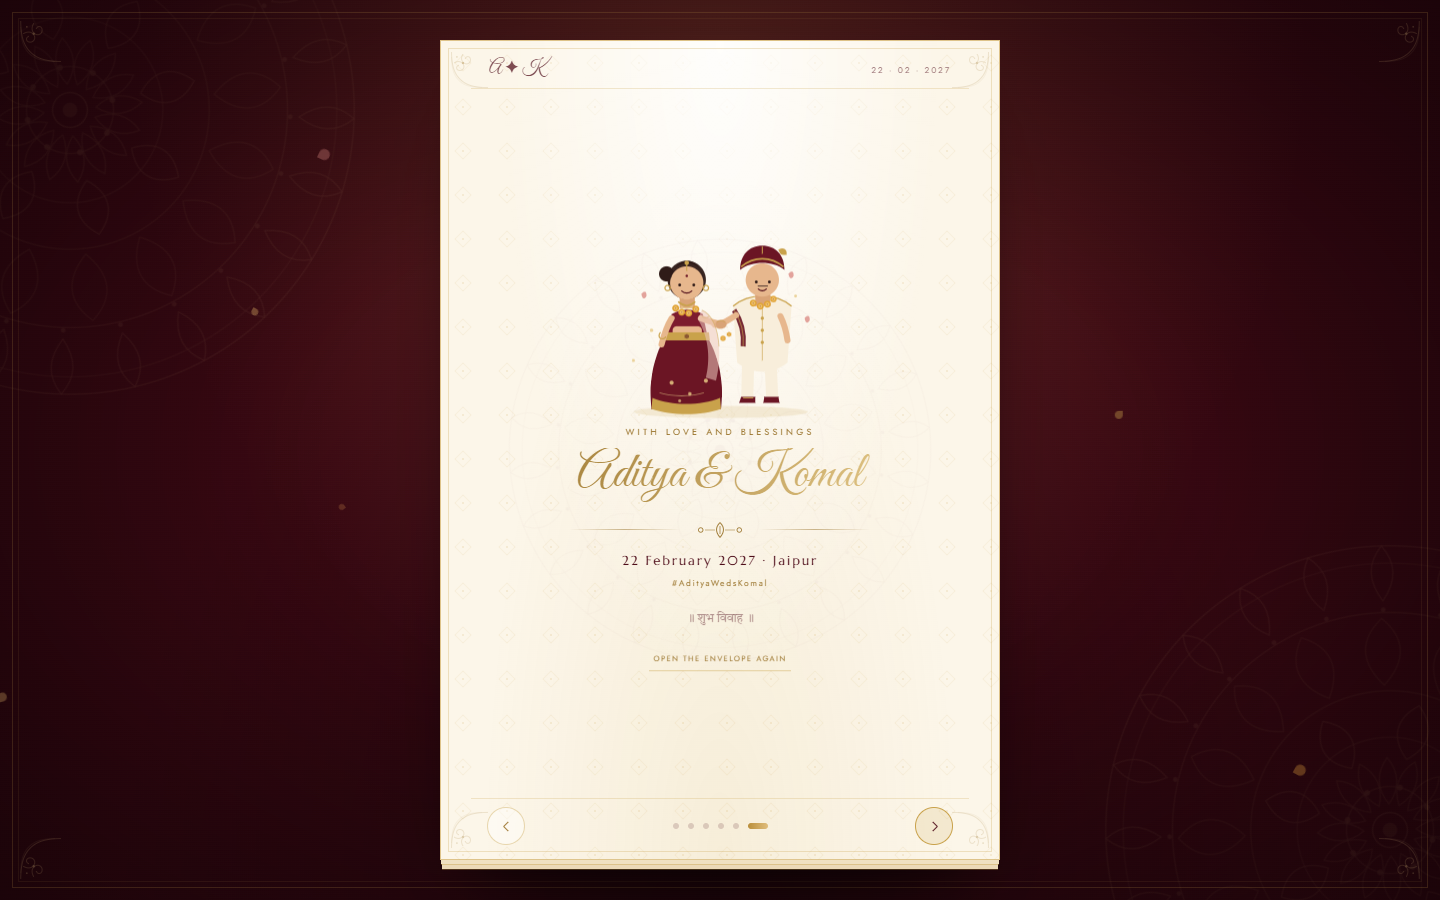 A✦K
22 · 02 · 2027
WITH LOVE AND BLESSINGS
Aditya & Komal
22 February 2027 · Jaipur
#AdityaWedsKomal
॥ शुभ विवाह ॥
OPEN THE ENVELOPE AGAIN